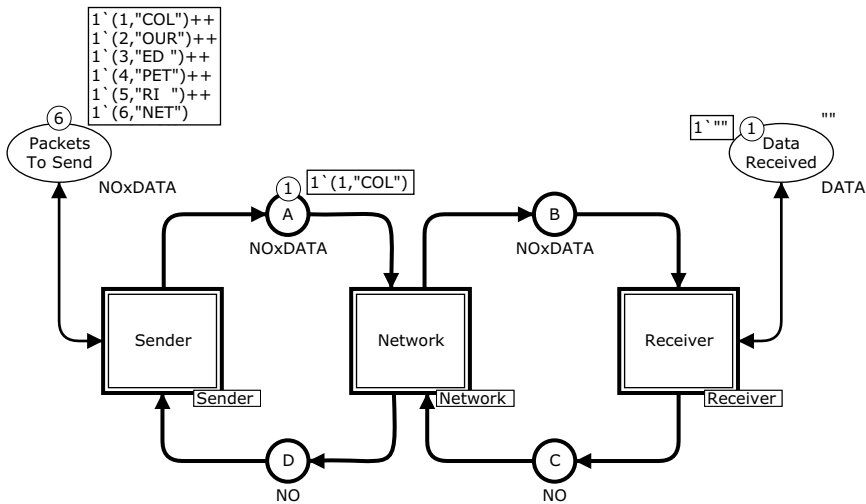 1`(1,"COL")++
1`(2,"OUR")++
1`(3,"ED ")++
1`(4,"PET")++
1`(5,"RI  ")++
1`(6,"NET")
6
Packets
To Send
NOxDATA
1`""
1
""
Data
Received
DATA
1
1`(1,"COL")
A
NOxDATA
B
NOxDATA
Sender
Sender
Network
Network
Receiver
Receiver
D
NO
C
NO